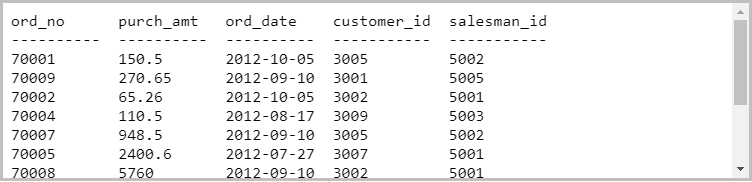 ord_no purch_amt ord_date customer_id salesman_id
---------- ---------- ---------- ----------- -----------
70001 150.5 2012-10-05 3005 5002
70009 270.65 2012-09-10 3001 5005
70002 65.26 2012-10-05 3002 5001
70004 110.5 2012-08-17 3009 5003
70007 948.5 2012-09-10 3005 5002
70005 2400.6 2012-07-27 3007 5001
70008 5760 2012-09-10 3002 5001